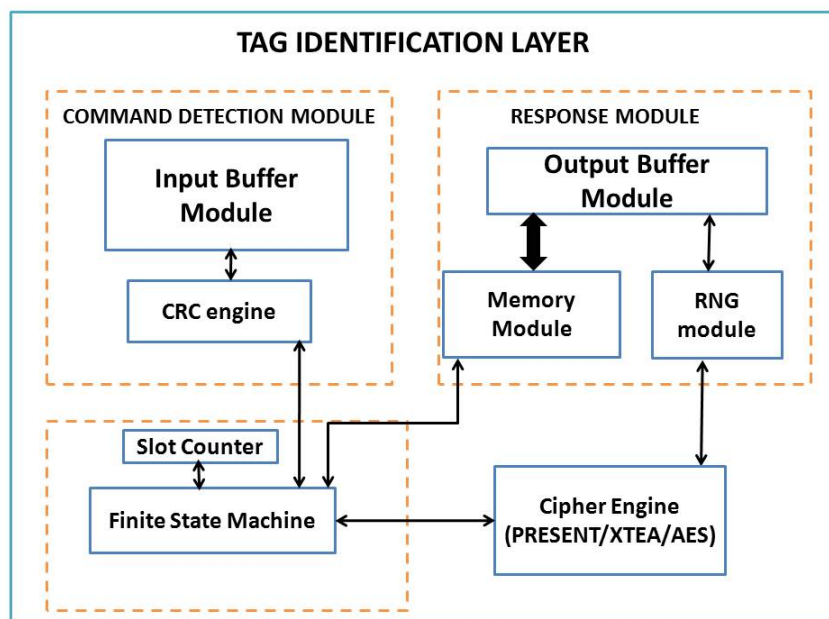 TAG IDENTIFICATION LAYER
COMMAND DETECTION MODULE
Input Buffer
Module
CRC engine
RESPONSE MODULE
Output Buffer
Module
Memory
Module
RNG
module
Slot Counter
Finite State Machine
Cipher Engine
(PRESENT/XTEA/AES)